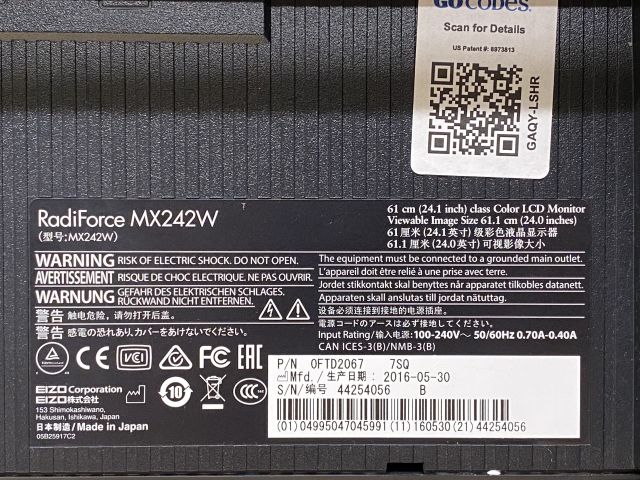 GOCODES.
Scan for Details
US Patent #: 8973813
GAQY-LSHR
RadiForce MX242W
(型号:MX242W)
61 cm (24.1 inch) class Color LCD Monitor
Viewable Image Size 61.1 cm (24.0 inches)
61 厘米 (24.1英寸) 级彩色液晶显示器
61.1 厘米 (24.0英寸) 可视影像大小
WARNING RISK OF ELECTRIC SHOCK. DO NOT OPEN.
AVERTISSEMENT RISQUE DE CHOC ELECTRIQUE. NE PAS OUVRIR.
WARNUNG GEFAHR DES ELEKTRISCHEN SCHLAGES. RÜCKWAND NICHT ENTFERNEN.
警告 触电危险, 请勿打开后盖。
警告 感電の恐れあり、カバーをあけないでください。
The equipment must be connected to a grounded main outlet.
L'appareil doit être relié à une prise avec terre.
Jordet stikkontakt skal benyttes når apparatet tilkobles datanett.
Apparaten skall anslutas till jordat nätuttag.
设备必须连接到接地的电源插座。
電源コードのアースは必ず接地してください。
Input Rating/输入规格: 100-240V～ 50/60Hz 0.70A-0.40A
CAN ICES-3(B)/NMB-3(B)
CE VCI FC EAC
10 CCC
EIZO Corporation
EIZO株式会社
153 Shimokashiwano,
Hakusan, Ishikawa, Japan
日本制造/Made in Japan
05B25917C2
P/N 0FTD2067 7SQ
Mfd. / 生产日期: 2016-05-30
S/N/编号 44254056 B
(01)04995047045991(11)160530(21)44254056